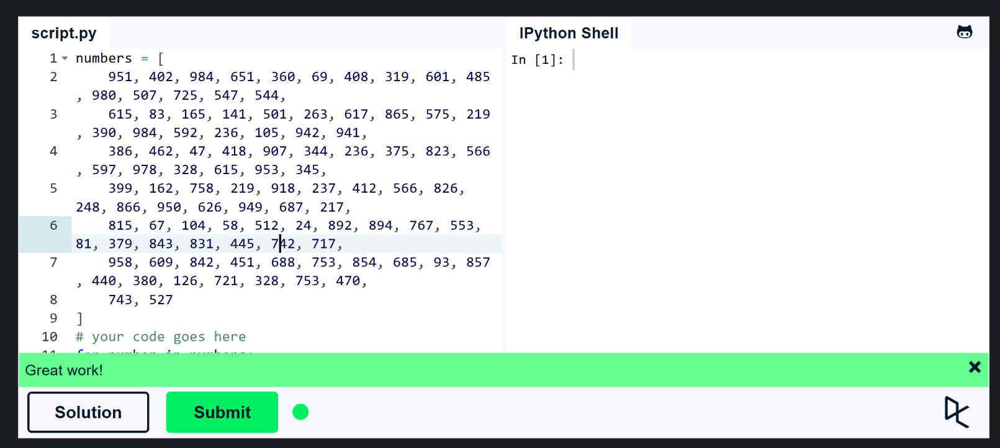 script.py
IPython Shell
1 numbers = [
2 951, 402, 984, 651, 360, 69, 408, 319, 601, 485
, 980, 507, 725, 547, 544,
3 615, 83, 165, 141, 501, 263, 617, 865, 575, 219
, 390, 984, 592, 236, 105, 942, 941,
4 386, 462, 47, 418, 907, 344, 236, 375, 823, 566
, 597, 978, 328, 615, 953, 345,
5 399, 162, 758, 219, 918, 237, 412, 566, 826,
248, 866, 950, 626, 949, 687, 217,
6 815, 67, 104, 58, 512, 24, 892, 894, 767, 553,
81, 379, 843, 831, 445, 742, 717,
7 958, 609, 842, 451, 688, 753, 854, 685, 93, 857
, 440, 380, 126, 721, 328, 753, 470,
8 743, 527
9 ]
10 # your code goes here
11 for number in numbers:
In [1]:
Great work!
Solution
Submit